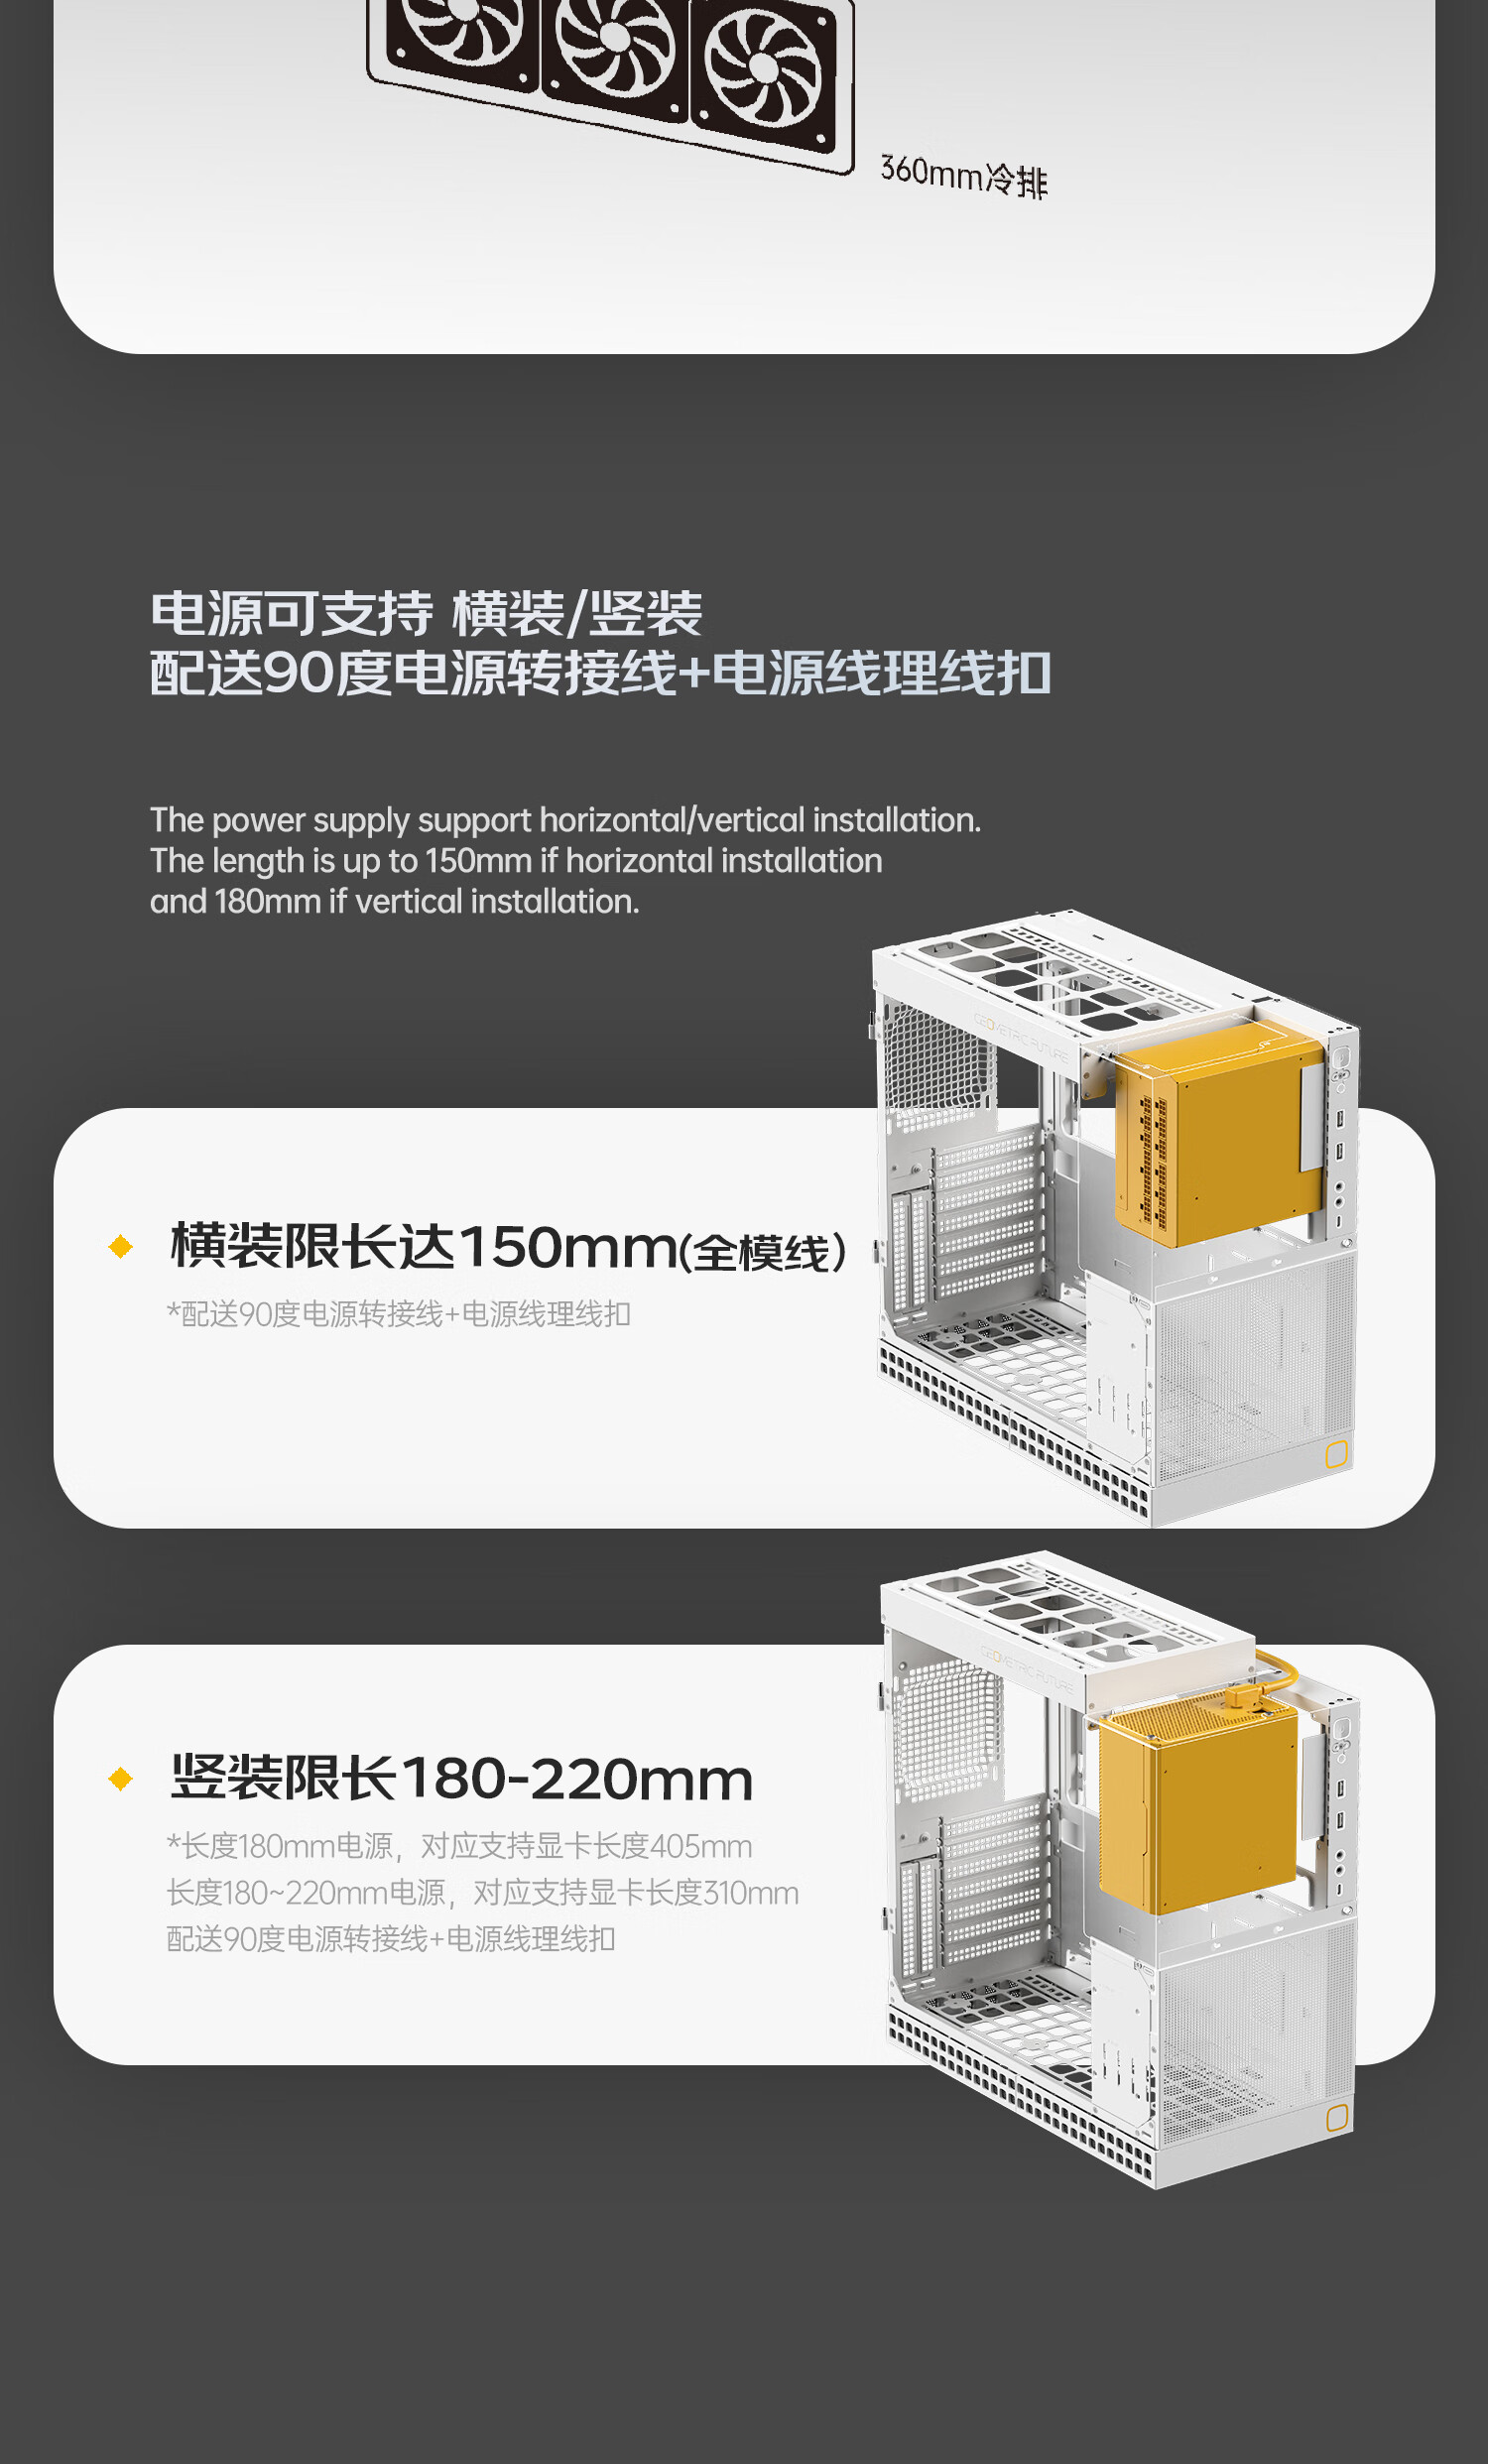 360mm冷排
电源可支持 横装/竖装
配送90度电源转接线+电源线理线扣
The power supply support horizontal/vertical installation.
The length is up to 150mm if horizontal installation
and 180mm if vertical installation.
GEOMETRIC FUTURE
横装限长达150mm(全模线）
*配送90度电源转接线+电源线理线扣
GEOMETRIC FUTURE
竖装限长180-220mm
*长度180mm电源，对应支持显卡长度405mm
长度180~220mm电源，对应支持显卡长度310mm
配送90度电源转接线+电源线理线扣